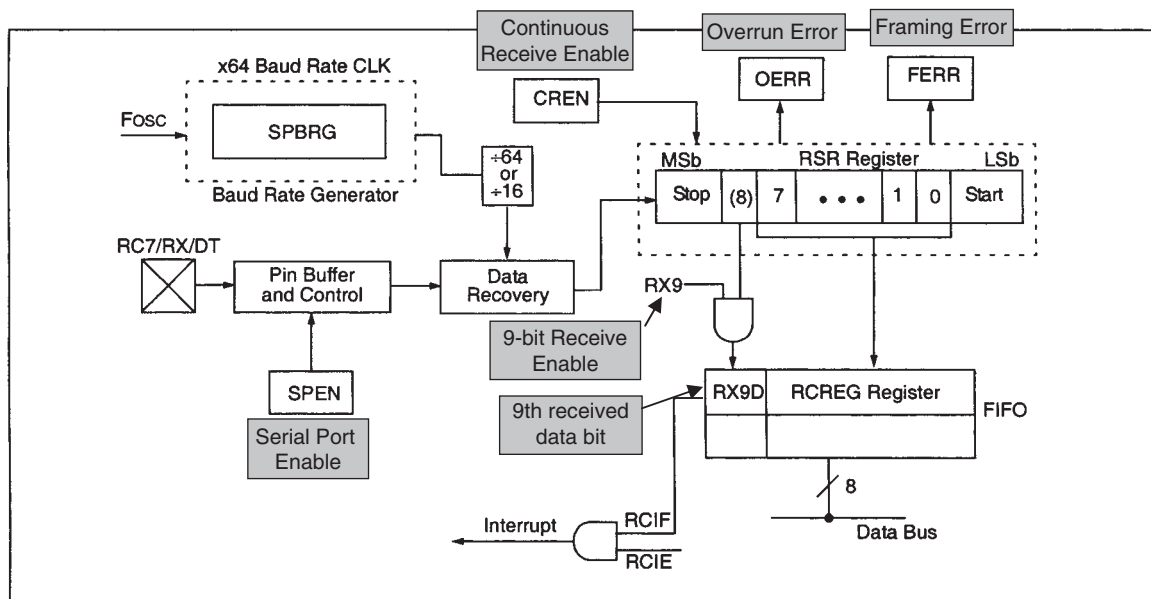 Continuous
Receive Enable
Overrun Error
Framing Error
x64 Baud Rate CLK
CREN
OERR
FERR
Fosc
SPBRG
Baud Rate Generator
÷64
or
÷16
MSb
RSR Register
LSb
Stop
(8)
7
• • •
1
0
Start
RC7/RX/DT
Pin Buffer
and Control
Data
Recovery
RX9
9-bit Receive
Enable
SPEN
Serial Port
Enable
9th received
data bit
RX9D
RCREG Register
FIFO
8
Data Bus
Interrupt
RCIF
RCIE